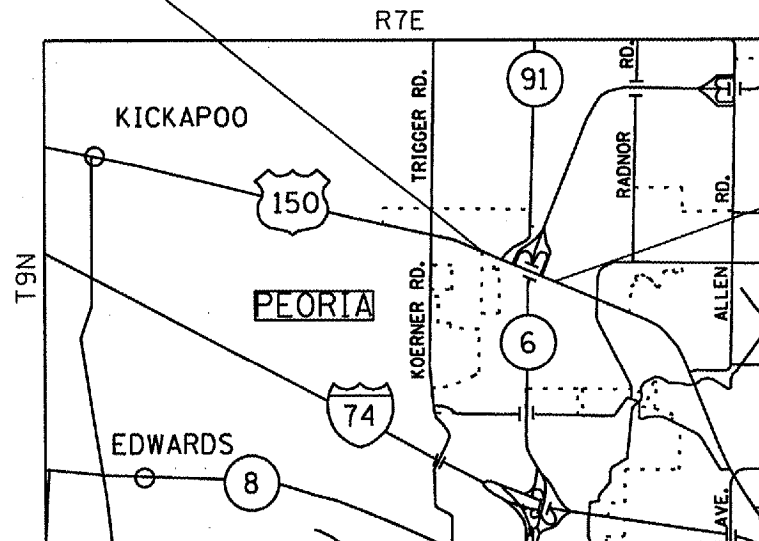 R7E
KICKAPOO
TRIGGER RD.
91
RD.
RADNOR
150
RD.
T9N
PEORIA
KOERNER RD.
ALLEN
6
74
EDWARDS
8
AVE.